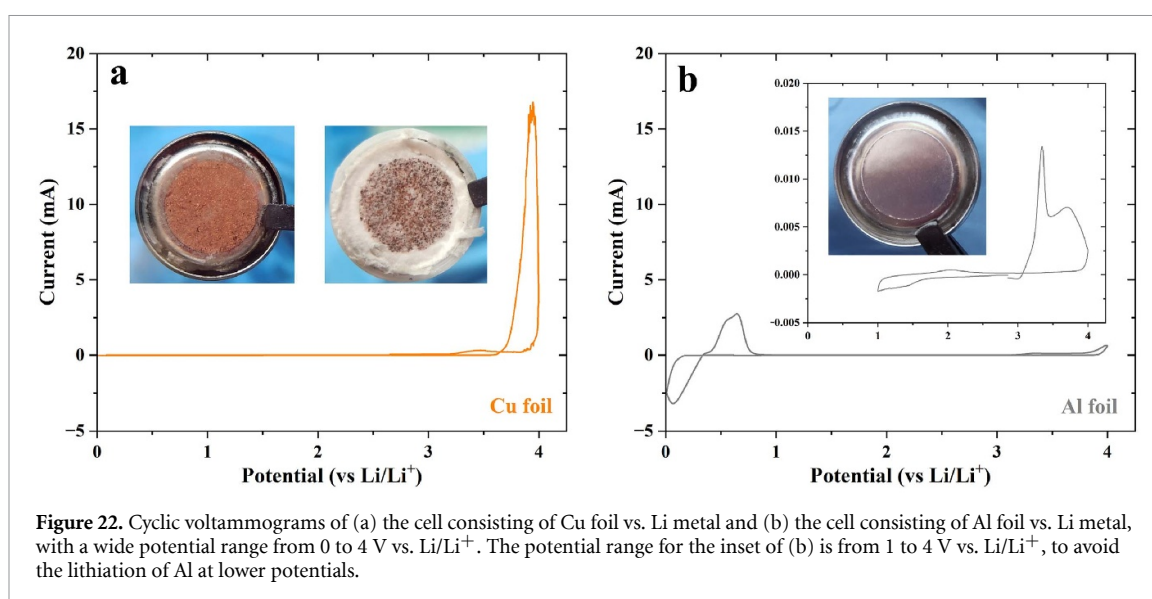 a
20
15
10
5
0
−5
Current (mA)
0 1 2 3 4
Potential (vs Li/Li⁺)
Cu foil
b
20
15
10
5
0
−5
Current (mA)
0 1 2 3 4
Potential (vs Li/Li⁺)
Al foil
0.020
0.015
0.010
0.005
0.000
−0.005
0 1 2 3 4
Figure 22. Cyclic voltammograms of (a) the cell consisting of Cu foil vs. Li metal and (b) the cell consisting of Al foil vs. Li metal,
with a wide potential range from 0 to 4 V vs. Li/Li⁺. The potential range for the inset of (b) is from 1 to 4 V vs. Li/Li⁺, to avoid
the lithiation of Al at lower potentials.